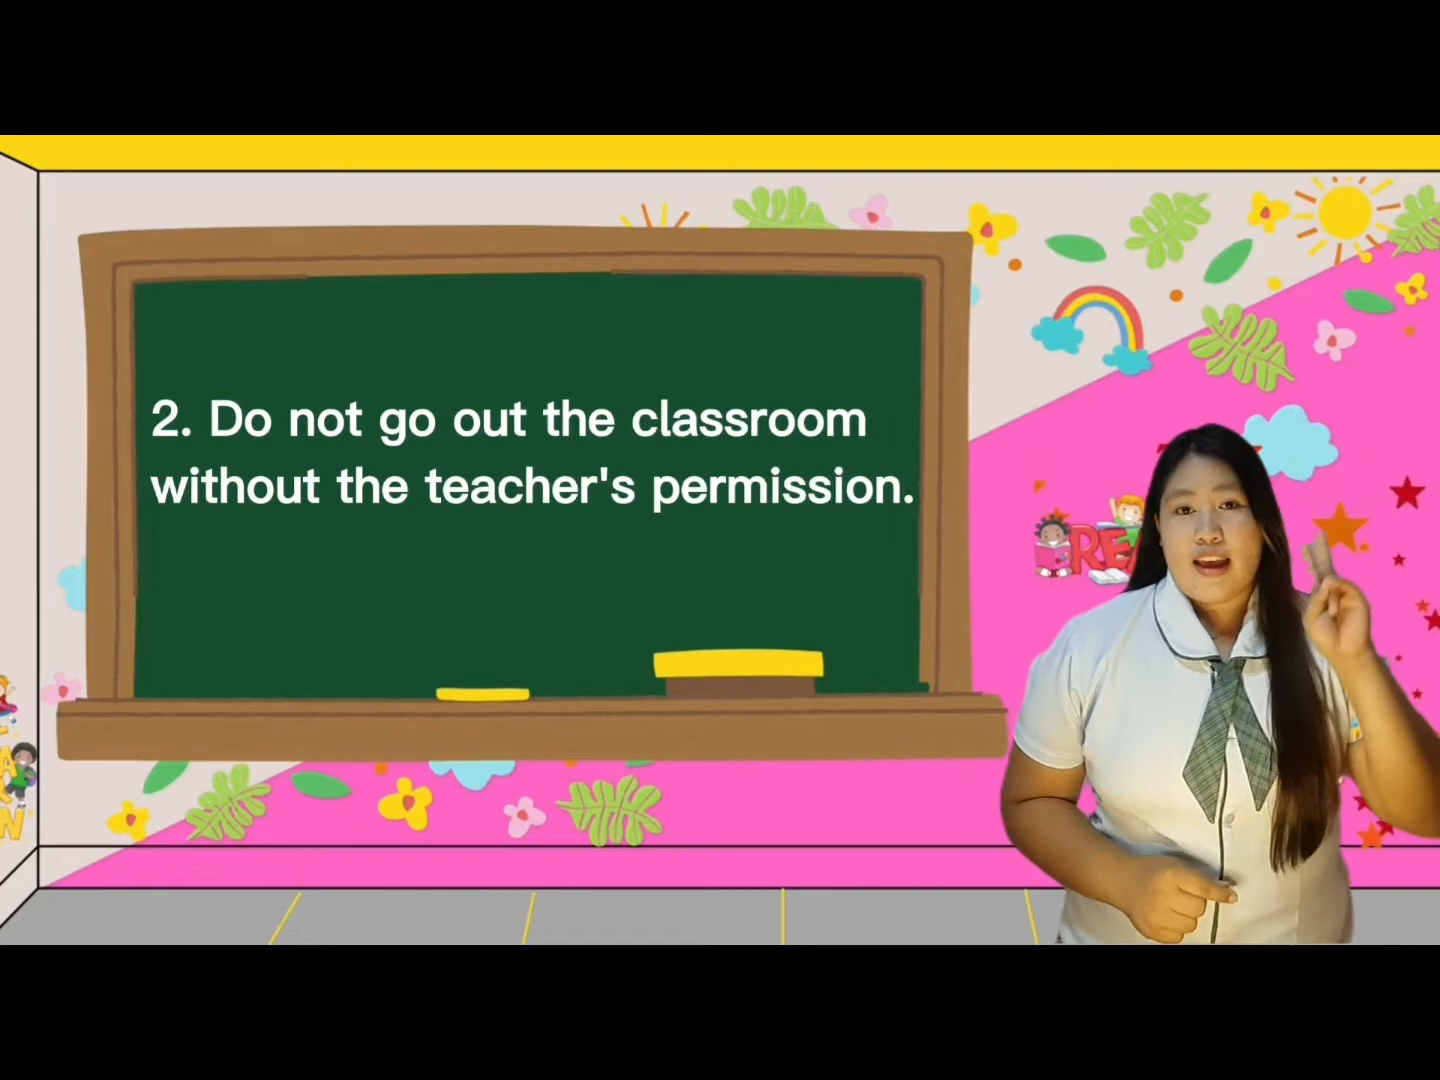 2. Do not go out the classroom
without the teacher's permission.